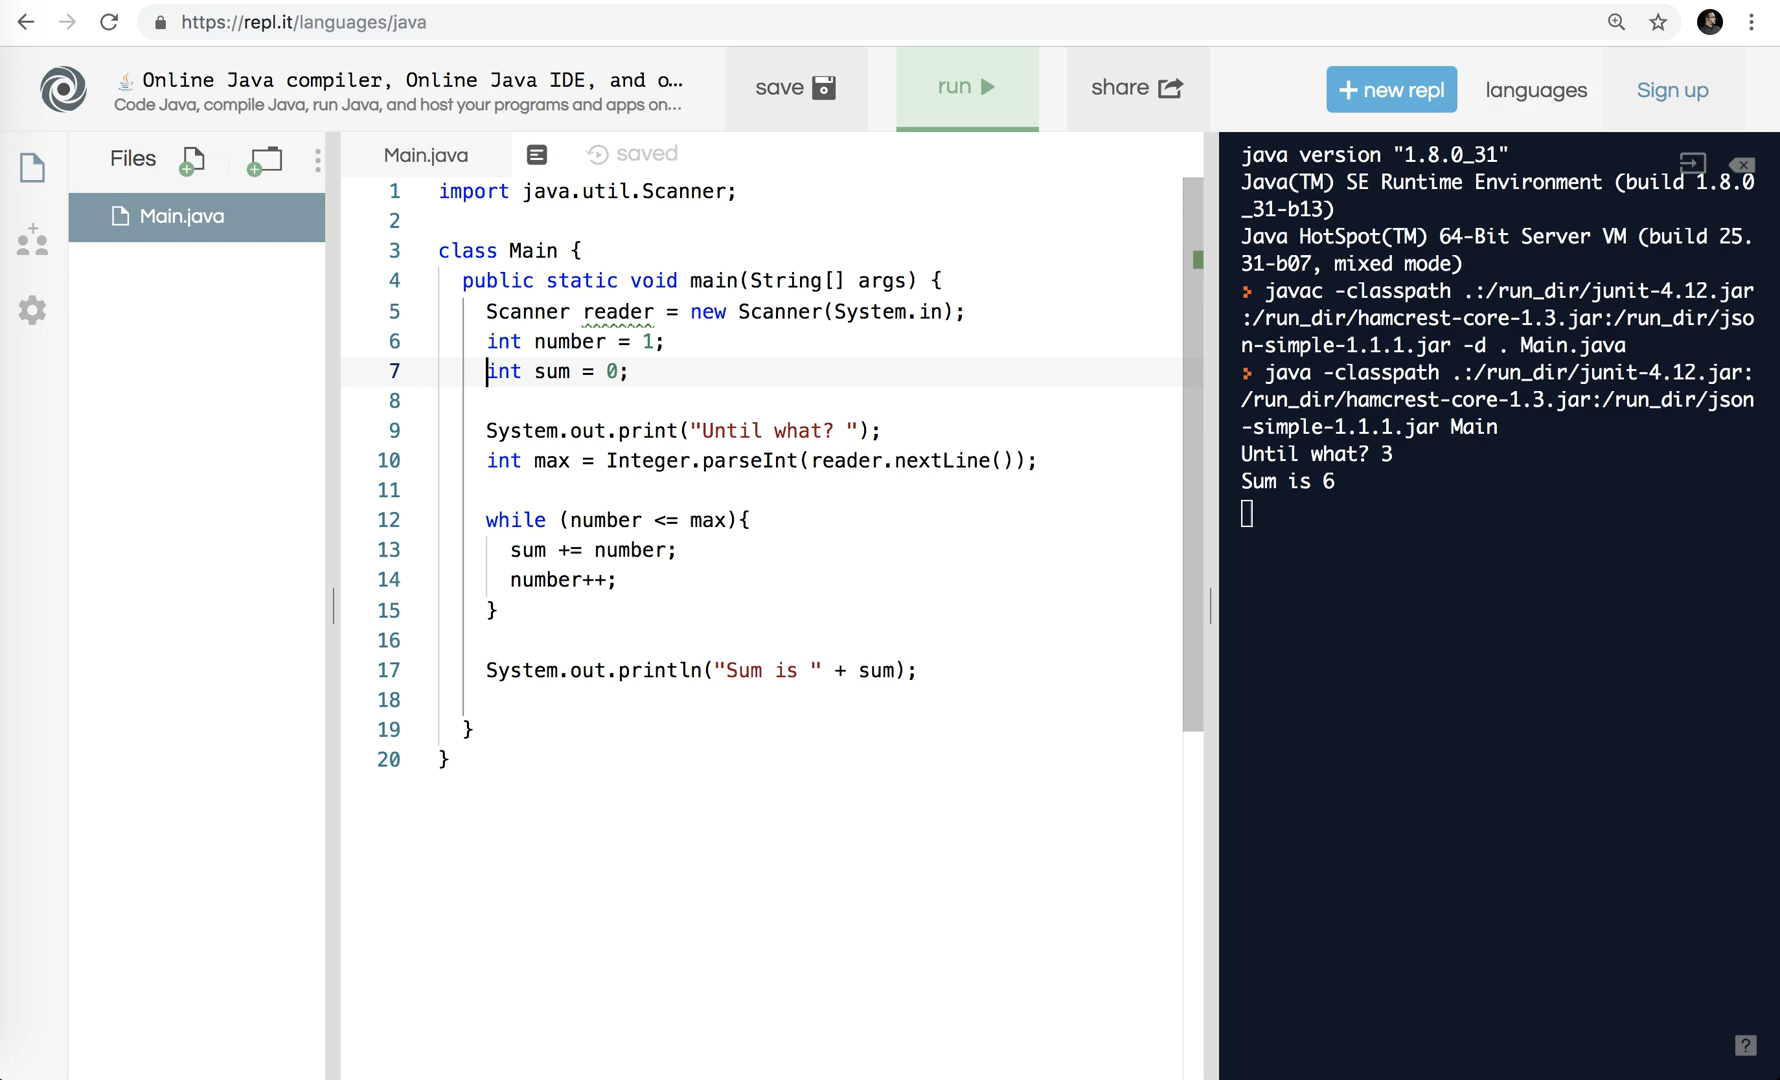 https://repl.it/languages/java
Online Java compiler, Online Java IDE, and o...
Code Java, compile Java, run Java, and host your programs and apps on...
save
run
share
+ new repl
languages
Sign up
Files
Main.java
Main.java
saved
1 import java.util.Scanner;
2
3 class Main {
4 public static void main(String[] args) {
5 Scanner reader = new Scanner(System.in);
6 int number = 1;
7 int sum = 0;
8
9 System.out.print("Until what? ");
10 int max = Integer.parseInt(reader.nextLine());
11
12 while (number <= max){
13 sum += number;
14 number++;
15 }
16
17 System.out.println("Sum is " + sum);
18
19 }
20 }
java version "1.8.0_31"
Java(TM) SE Runtime Environment (build 1.8.0
_31-b13)
Java HotSpot(TM) 64-Bit Server VM (build 25.
31-b07, mixed mode)
javac -classpath .:/run_dir/junit-4.12.jar
:/run_dir/hamcrest-core-1.3.jar:/run_dir/jso
n-simple-1.1.1.jar -d . Main.java
java -classpath .:/run_dir/junit-4.12.jar:
/run_dir/hamcrest-core-1.3.jar:/run_dir/json
-simple-1.1.1.jar Main
Until what? 3
Sum is 6
?